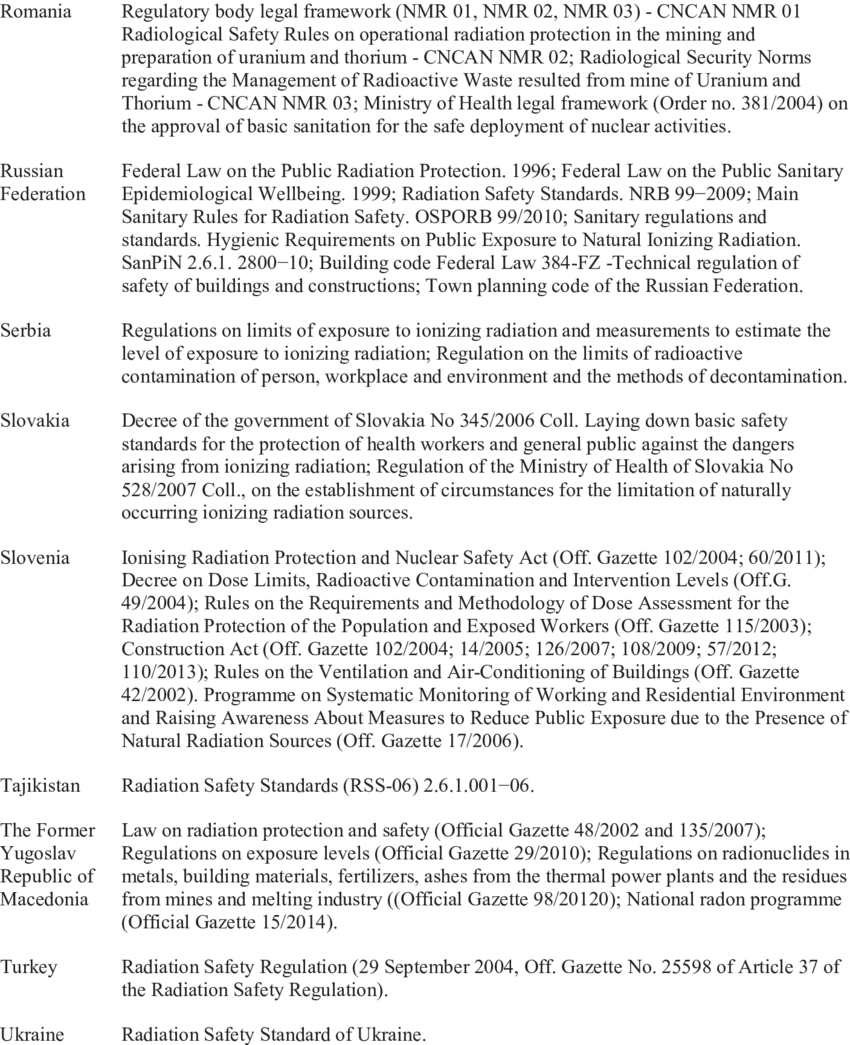 Romania Regulatory body legal framework (NMR 01, NMR 02, NMR 03) - CNCAN NMR 01
Radiological Safety Rules on operational radiation protection in the mining and
preparation of uranium and thorium - CNCAN NMR 02; Radiological Security Norms
regarding the Management of Radioactive Waste resulted from mine of Uranium and
Thorium - CNCAN NMR 03; Ministry of Health legal framework (Order no. 381/2004) on
the approval of basic sanitation for the safe deployment of nuclear activities.
Russian Federal Law on the Public Radiation Protection. 1996; Federal Law on the Public Sanitary
Federation Epidemiological Wellbeing. 1999; Radiation Safety Standards. NRB 99−2009; Main
Sanitary Rules for Radiation Safety. OSPORB 99/2010; Sanitary regulations and
standards. Hygienic Requirements on Public Exposure to Natural Ionizing Radiation.
SanPiN 2.6.1. 2800−10; Building code Federal Law 384-FZ -Technical regulation of
safety of buildings and constructions; Town planning code of the Russian Federation.
Serbia Regulations on limits of exposure to ionizing radiation and measurements to estimate the
level of exposure to ionizing radiation; Regulation on the limits of radioactive
contamination of person, workplace and environment and the methods of decontamination.
Slovakia Decree of the government of Slovakia No 345/2006 Coll. Laying down basic safety
standards for the protection of health workers and general public against the dangers
arising from ionizing radiation; Regulation of the Ministry of Health of Slovakia No
528/2007 Coll., on the establishment of circumstances for the limitation of naturally
occurring ionizing radiation sources.
Slovenia Ionising Radiation Protection and Nuclear Safety Act (Off. Gazette 102/2004; 60/2011);
Decree on Dose Limits, Radioactive Contamination and Intervention Levels (Off.G.
49/2004); Rules on the Requirements and Methodology of Dose Assessment for the
Radiation Protection of the Population and Exposed Workers (Off. Gazette 115/2003);
Construction Act (Off. Gazette 102/2004; 14/2005; 126/2007; 108/2009; 57/2012;
110/2013); Rules on the Ventilation and Air-Conditioning of Buildings (Off. Gazette
42/2002). Programme on Systematic Monitoring of Working and Residential Environment
and Raising Awareness About Measures to Reduce Public Exposure due to the Presence of
Natural Radiation Sources (Off. Gazette 17/2006).
Tajikistan Radiation Safety Standards (RSS-06) 2.6.1.001−06.
The Former Law on radiation protection and safety (Official Gazette 48/2002 and 135/2007);
Yugoslav Regulations on exposure levels (Official Gazette 29/2010); Regulations on radionuclides in
Republic of metals, building materials, fertilizers, ashes from the thermal power plants and the residues
Macedonia from mines and melting industry ((Official Gazette 98/20120); National radon programme
(Official Gazette 15/2014).
Turkey Radiation Safety Regulation (29 September 2004, Off. Gazette No. 25598 of Article 37 of
the Radiation Safety Regulation).
Ukraine Radiation Safety Standard of Ukraine.